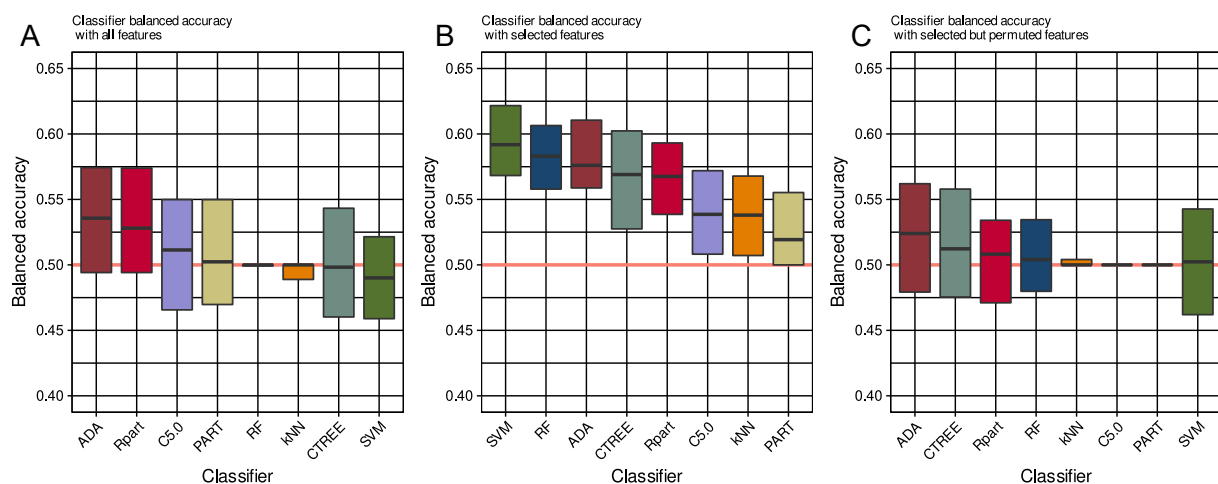 A
Classifier balanced accuracy
with all features
Balanced accuracy
0.65
0.60
0.55
0.50
0.45
0.40
ADA
Rpart
C5.0
PART
RF
kNN
CTREE
SVM
Classifier
B
Classifier balanced accuracy
with selected features
Balanced accuracy
0.65
0.60
0.55
0.50
0.45
0.40
SVM
RF
ADA
CTREE
Rpart
C5.0
kNN
PART
Classifier
C
Classifier balanced accuracy
with selected but permuted features
Balanced accuracy
0.65
0.60
0.55
0.50
0.45
0.40
ADA
CTREE
Rpart
RF
kNN
C5.0
PART
SVM
Classifier